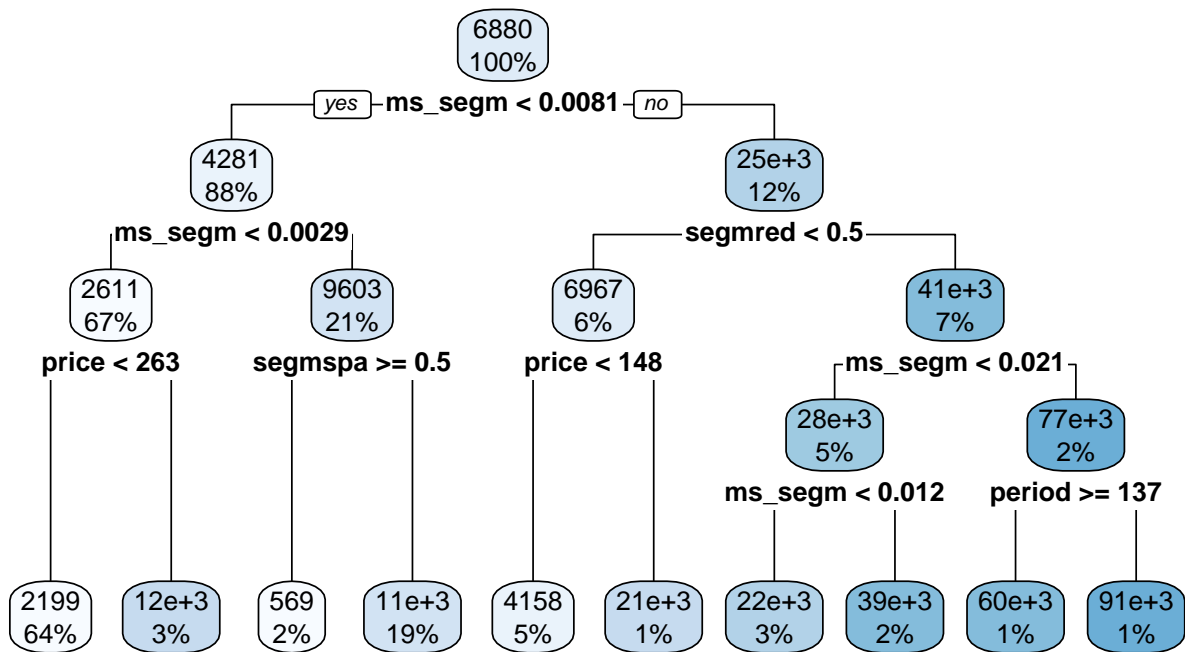 6880
100%
yes ms_segm < 0.0081 no
4281
88%
25e+3
12%
ms_segm < 0.0029
segmred < 0.5
2611
67%
9603
21%
6967
6%
41e+3
7%
price < 263
segmspa >= 0.5
price < 148
ms_segm < 0.021
28e+3
5%
77e+3
2%
ms_segm < 0.012
period >= 137
2199
64%
12e+3
3%
569
2%
11e+3
19%
4158
5%
21e+3
1%
22e+3
3%
39e+3
2%
60e+3
1%
91e+3
1%